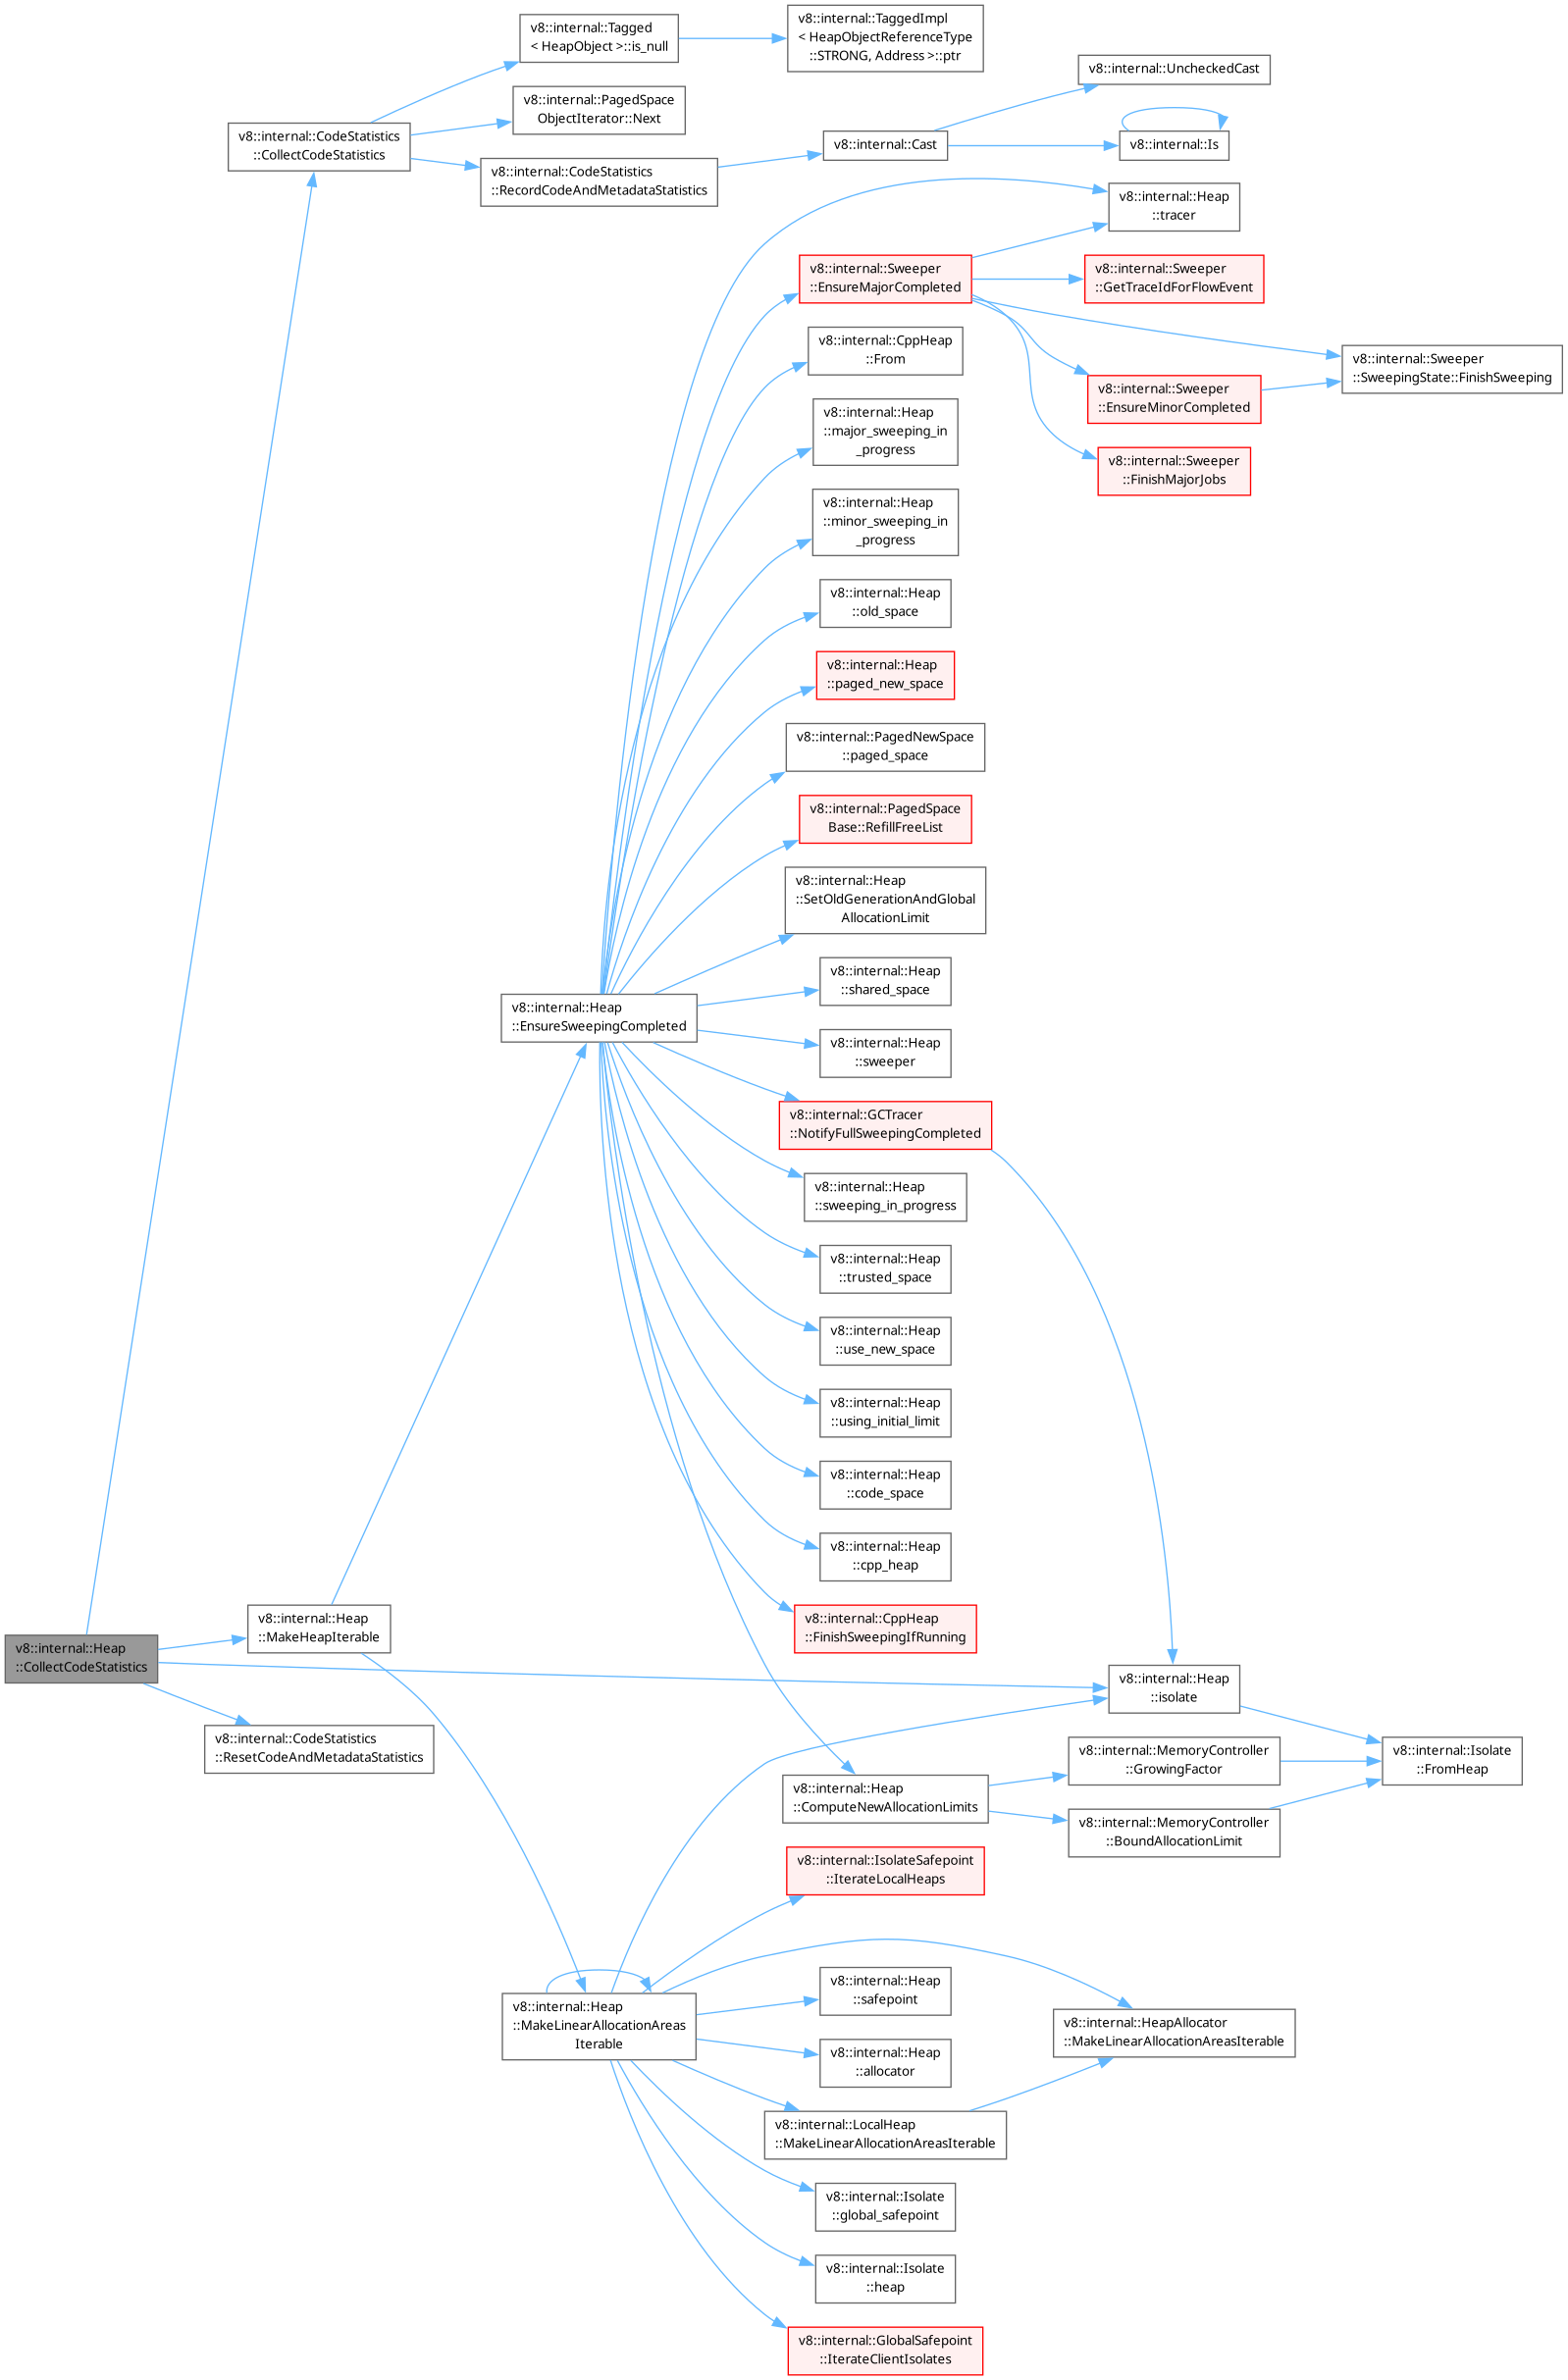 v8::internal::Tagged
< HeapObject >::is_null
v8::internal::TaggedImpl
< HeapObjectReferenceType
::STRONG, Address >::ptr
v8::internal::UncheckedCast
v8::internal::PagedSpace
ObjectIterator::Next
v8::internal::CodeStatistics
::CollectCodeStatistics
v8::internal::Cast
v8::internal::Is
v8::internal::CodeStatistics
::RecordCodeAndMetadataStatistics
v8::internal::Heap
::tracer
v8::internal::Sweeper
::EnsureMajorCompleted
v8::internal::Sweeper
::GetTraceIdForFlowEvent
v8::internal::CppHeap
::From
v8::internal::Sweeper
::SweepingState::FinishSweeping
v8::internal::Sweeper
::EnsureMinorCompleted
v8::internal::Heap
::major_sweeping_in
_progress
v8::internal::Sweeper
::FinishMajorJobs
v8::internal::Heap
::minor_sweeping_in
_progress
v8::internal::Heap
::old_space
v8::internal::Heap
::paged_new_space
v8::internal::PagedNewSpace
::paged_space
v8::internal::PagedSpace
Base::RefillFreeList
v8::internal::Heap
::SetOldGenerationAndGlobal
AllocationLimit
v8::internal::Heap
::shared_space
v8::internal::Heap
::EnsureSweepingCompleted
v8::internal::Heap
::sweeper
v8::internal::GCTracer
::NotifyFullSweepingCompleted
v8::internal::Heap
::sweeping_in_progress
v8::internal::Heap
::trusted_space
v8::internal::Heap
::use_new_space
v8::internal::Heap
::using_initial_limit
v8::internal::Heap
::code_space
v8::internal::Heap
::cpp_heap
v8::internal::CppHeap
::FinishSweepingIfRunning
v8::internal::Heap
::MakeHeapIterable
v8::internal::Heap
::CollectCodeStatistics
v8::internal::Heap
::isolate
v8::internal::CodeStatistics
::ResetCodeAndMetadataStatistics
v8::internal::MemoryController
::GrowingFactor
v8::internal::Isolate
::FromHeap
v8::internal::Heap
::ComputeNewAllocationLimits
v8::internal::MemoryController
::BoundAllocationLimit
v8::internal::IsolateSafepoint
::IterateLocalHeaps
v8::internal::Heap
::safepoint
v8::internal::Heap
::MakeLinearAllocationAreas
Iterable
v8::internal::HeapAllocator
::MakeLinearAllocationAreasIterable
v8::internal::Heap
::allocator
v8::internal::LocalHeap
::MakeLinearAllocationAreasIterable
v8::internal::Isolate
::global_safepoint
v8::internal::Isolate
::heap
v8::internal::GlobalSafepoint
::IterateClientIsolates